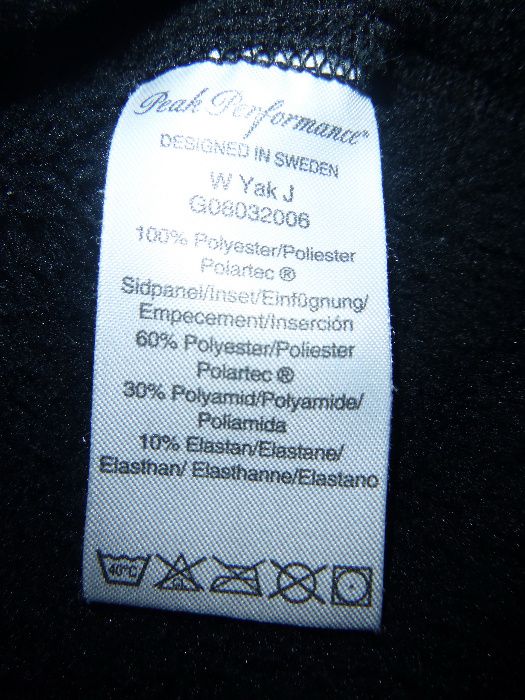 Peak Performance®
DESIGNED IN SWEDEN
W Yak J
G08032006
100% Polyester/Poliester
Polartec ®
Sidpanel/Inset/Einfügnung/
Empecement/Inserción
60% Polyester/Poliester
Polartec ®
30% Polyamid/Polyamide/
Poliamida
10% Elastan/Elastane/
Elasthan/ Elasthanne/Elastano
40°C